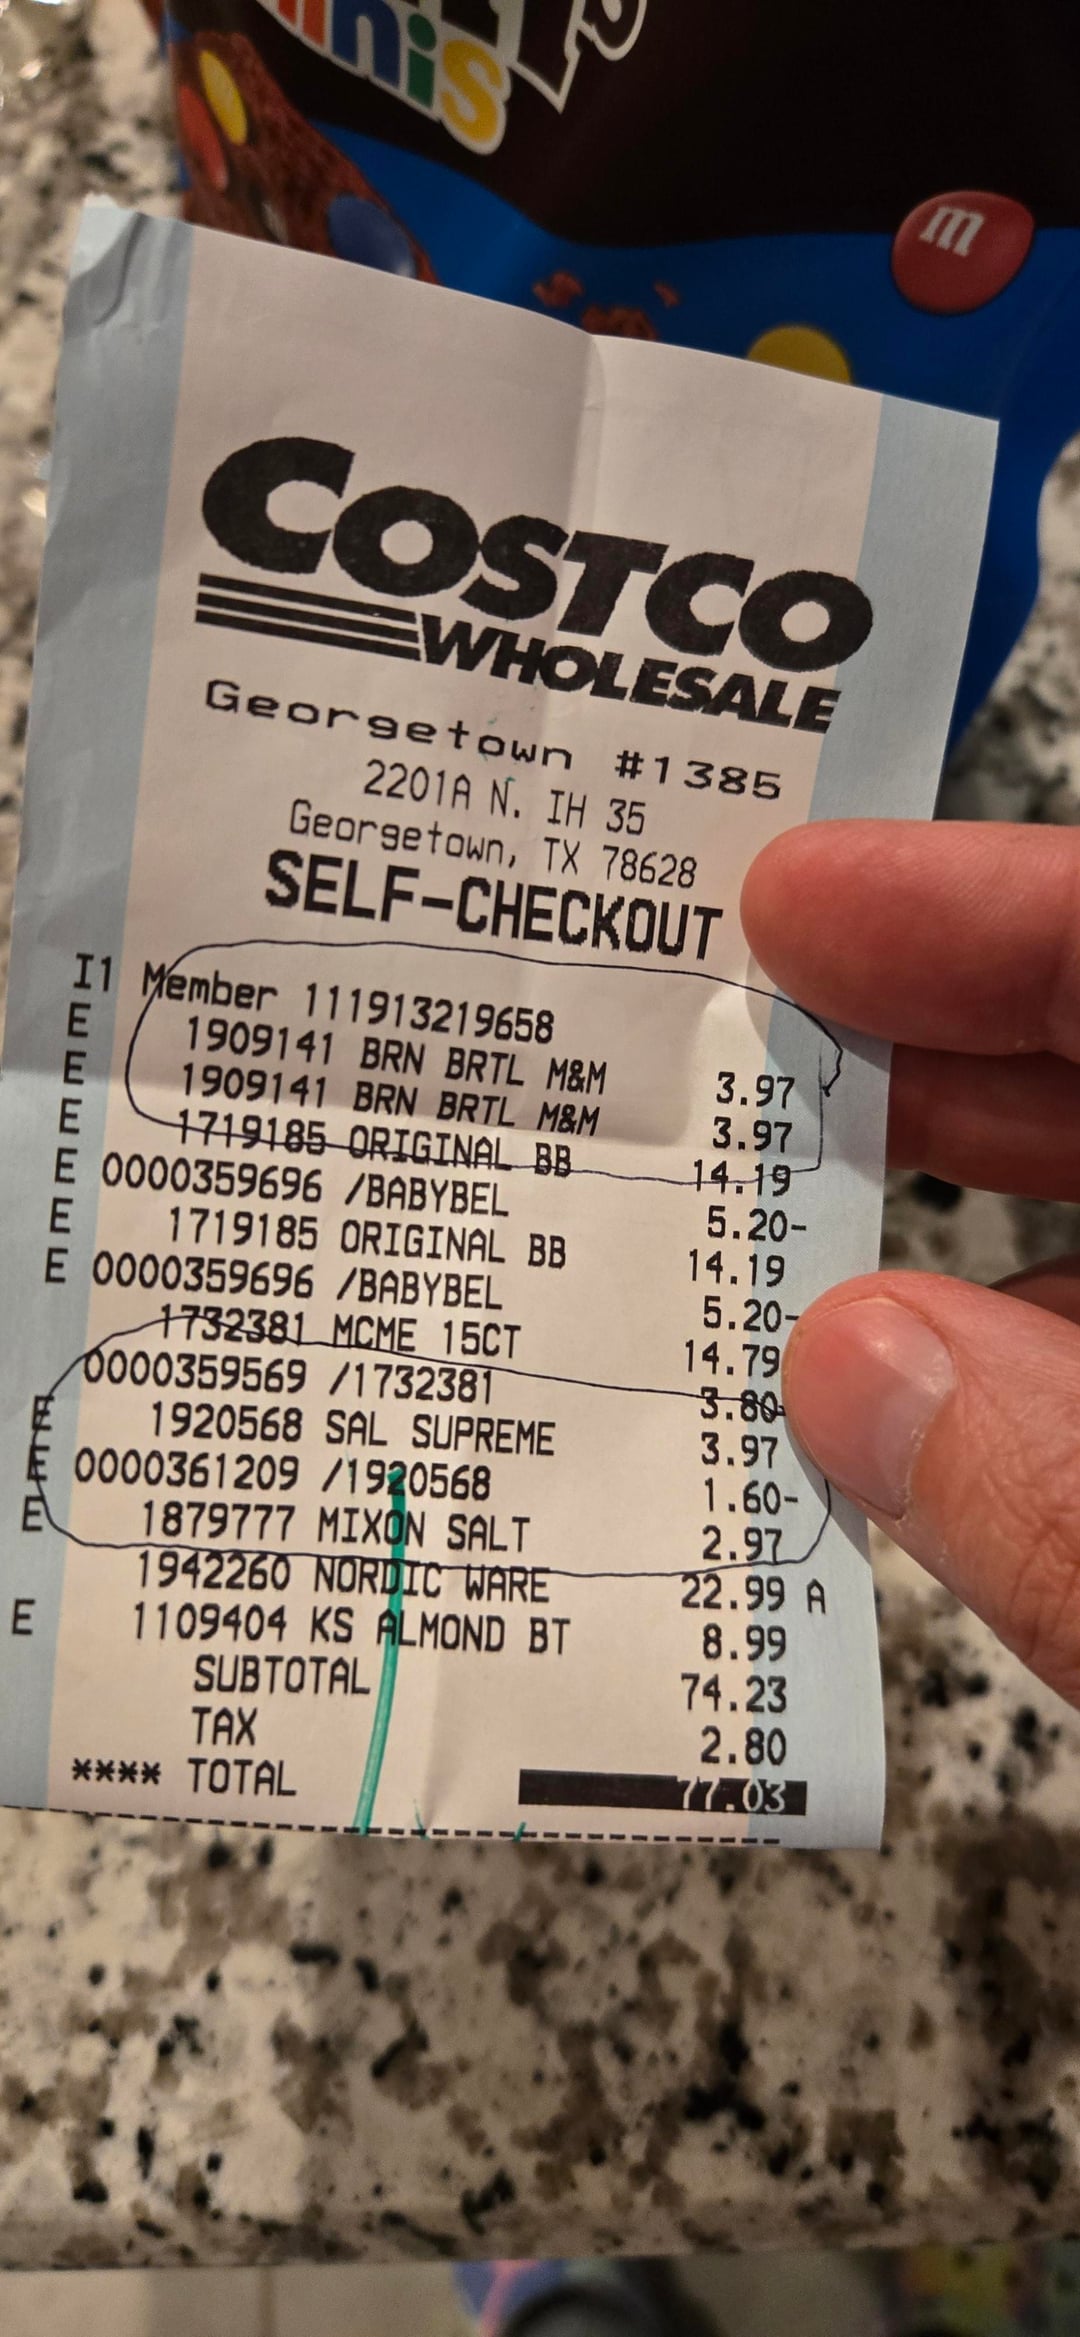 nis
m
COSTCO
WHOLESALE
Georgetown #1385
2201A N. IH 35
Georgetown, TX 78628
SELF-CHECKOUT
I1 Member 111913219658
E 1909141 BRN BRTL M&M 3.97
E 1909141 BRN BRTL M&M 3.97
E 1719185 ORIGINAL BB 14.19
E 0000359696 /BABYBEL 5.20-
E 1719185 ORIGINAL BB 14.19
E 0000359696 /BABYBEL 5.20-
1732381 MCME 15CT 14.79
0000359569 /1732381 3.80-
E 1920568 SAL SUPREME 3.97
E 0000361209 /1920568 1.60-
E 1879777 MIXON SALT 2.97
1942260 NORDIC WARE 22.99 A
E 1109404 KS ALMOND BT 8.99
SUBTOTAL 74.23
TAX 2.80
**** TOTAL 77.03